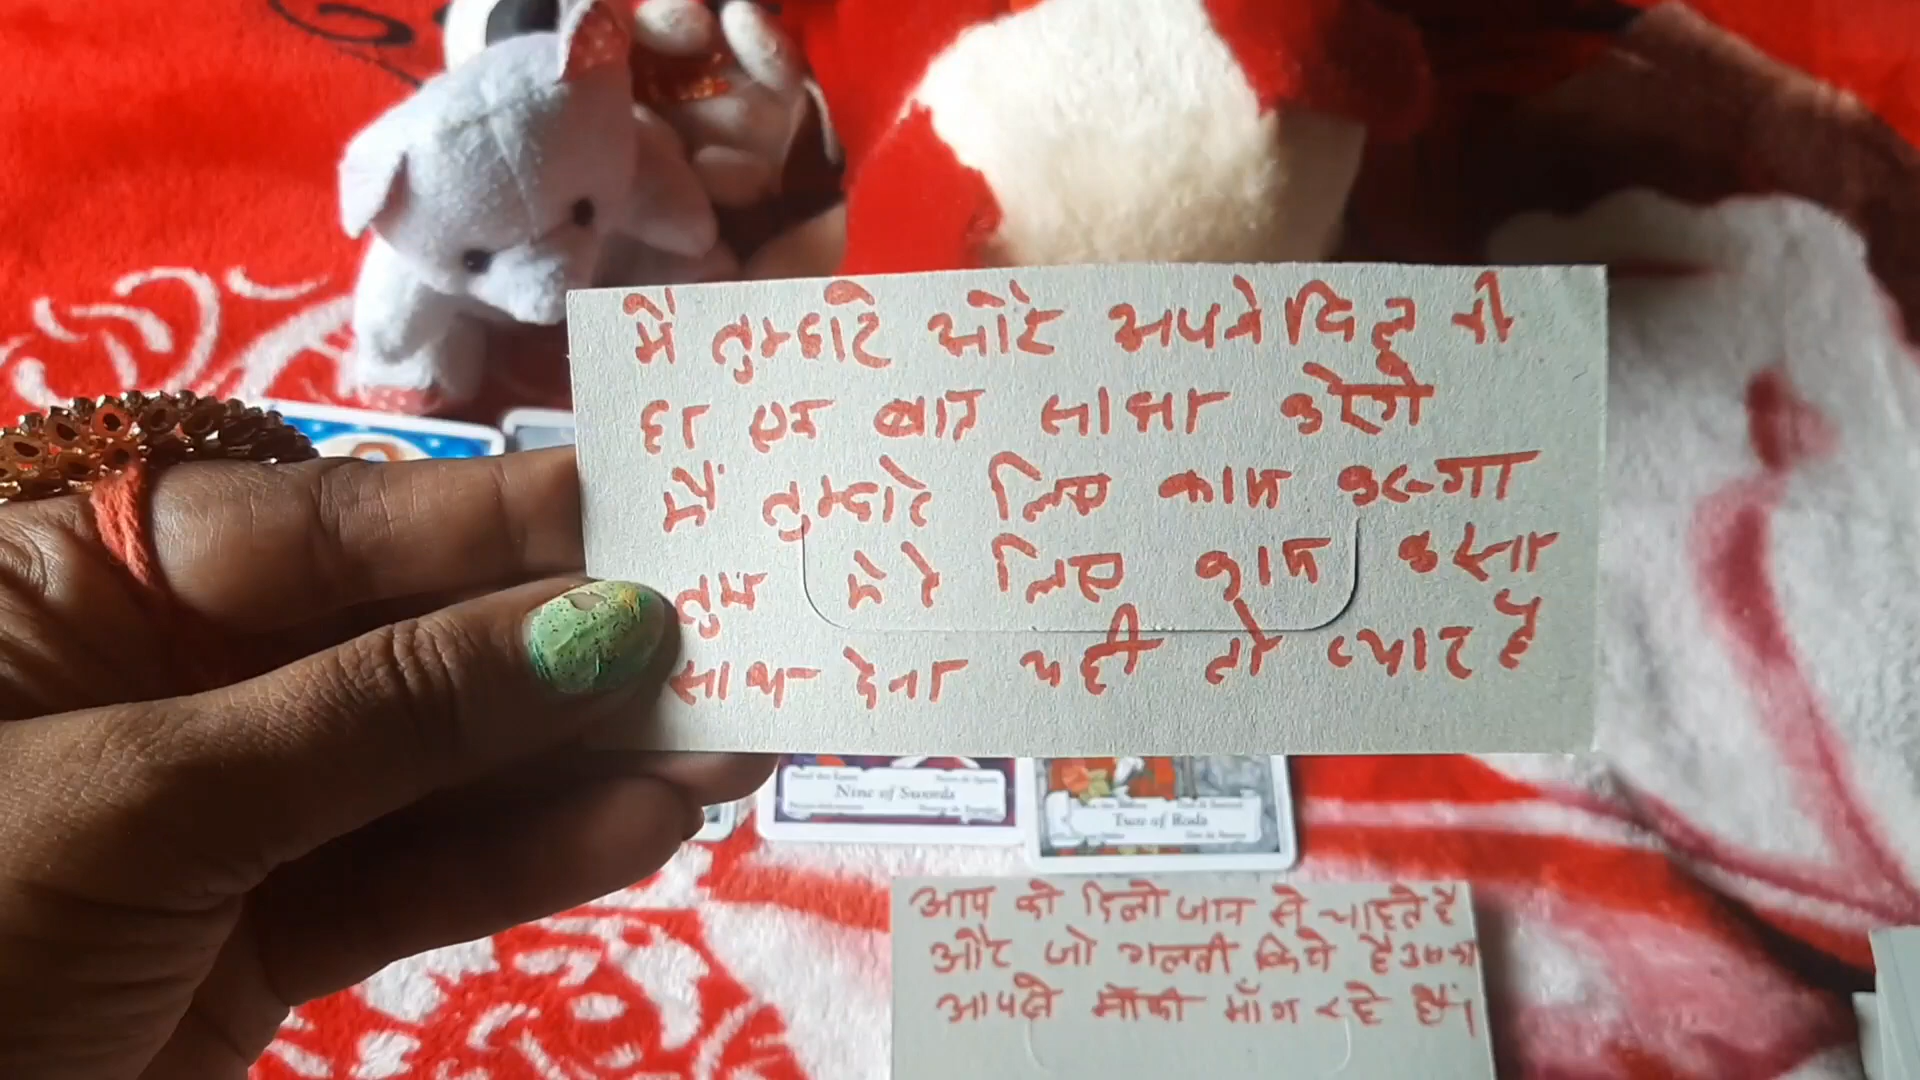 मैं तुम्हारे और अपने दिल की
हर एक बात साझा करेंगे
मैं तुम्हारे लिए काम करूंगा
तुम मेरे लिए काम करना
साथ देना यही तो प्यार है
Nine of Swords
Two of Rods
आप को दिलो जान से चाहते है
और जो गलती किये है उसका
आपसे माफी माँग रहे हैं।